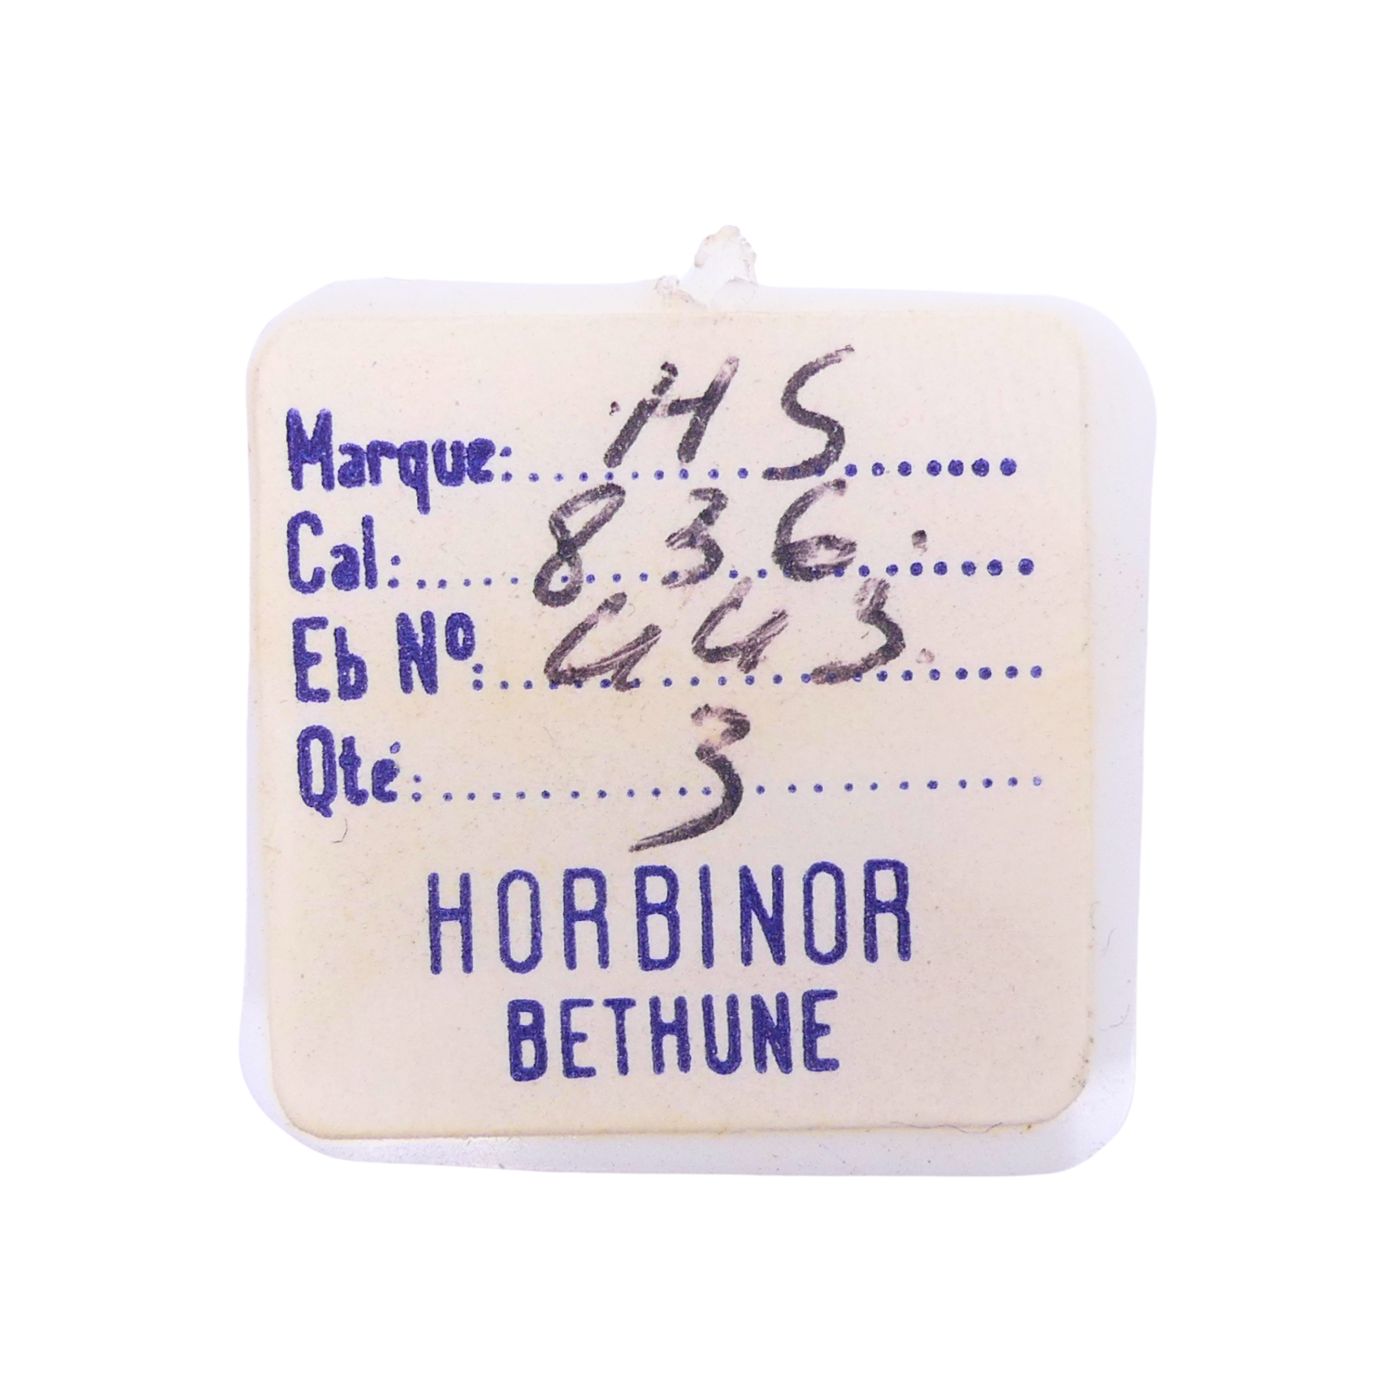 Marque: HS
Cal: 836.
Eb Nº: 443.
Qté: 3
HORBINOR
BETHUNE